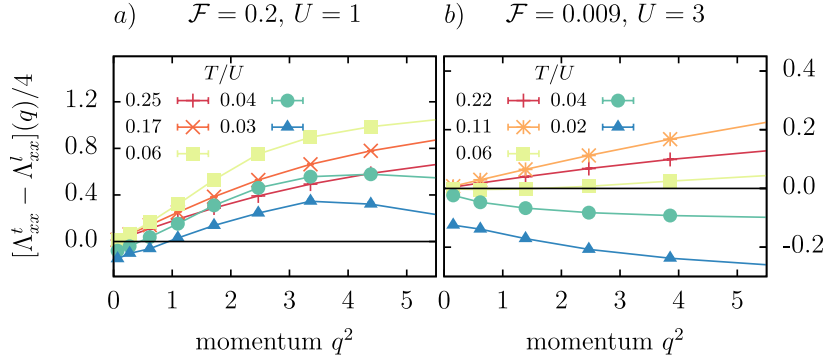 a) F = 0.2, U = 1
b) F = 0.009, U = 3
[Λᵗₓₓ − Λˡₓₓ](q)/4
T/U
0.25 0.04
0.17 0.03
0.06
1.2
0.8
0.4
0.0
0 1 2 3 4 5
momentum q²
T/U
0.22 0.04
0.11 0.02
0.06
0.4
0.2
0.0
-0.2
0 1 2 3 4 5
momentum q²